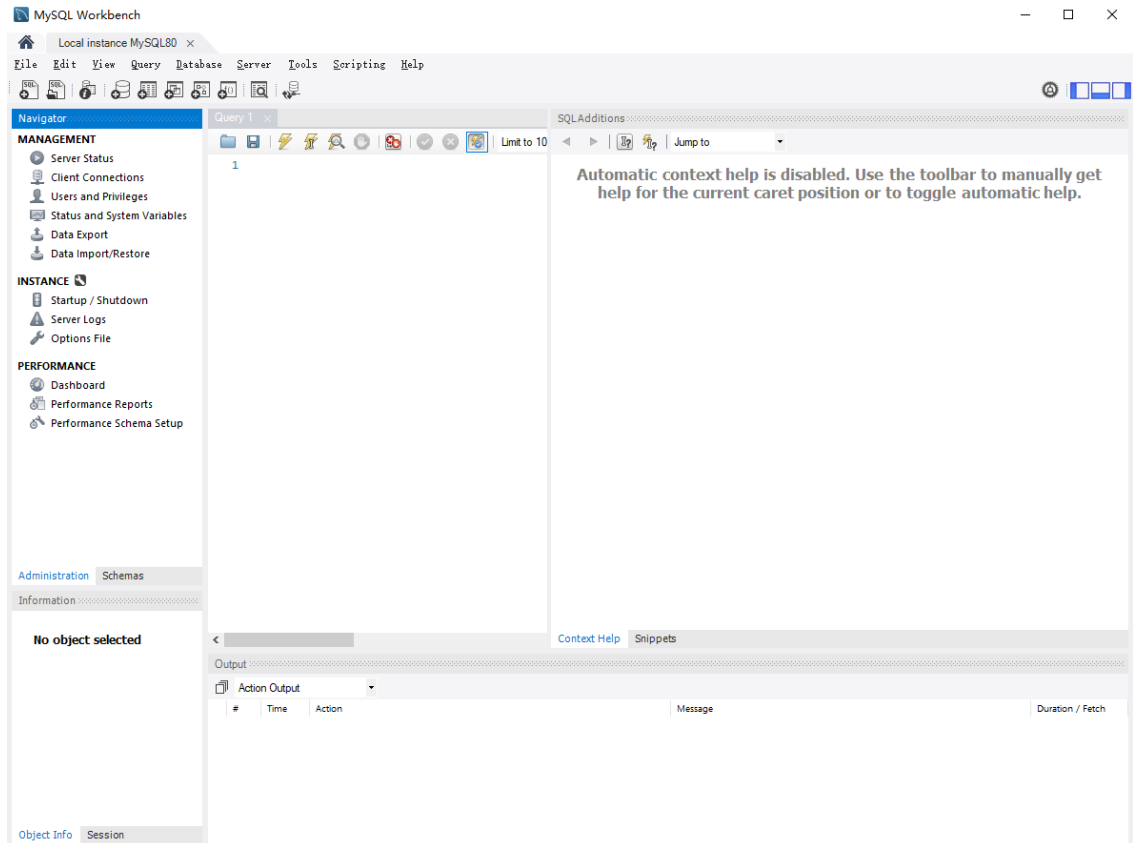 MySQL Workbench
Local instance MySQL80
File Edit View Query Database Server Tools Scripting Help
Navigator
MANAGEMENT
Server Status
Client Connections
Users and Privileges
Status and System Variables
Data Export
Data Import/Restore
INSTANCE
Startup / Shutdown
Server Logs
Options File
PERFORMANCE
Dashboard
Performance Reports
Performance Schema Setup
Administration Schemas
Information
No object selected
Object Info Session
Query 1
Limit to 10
1
SQLAdditions
Jump to
Automatic context help is disabled. Use the toolbar to manually get
help for the current caret position or to toggle automatic help.
Context Help Snippets
Output
Action Output
# Time Action Message Duration / Fetch